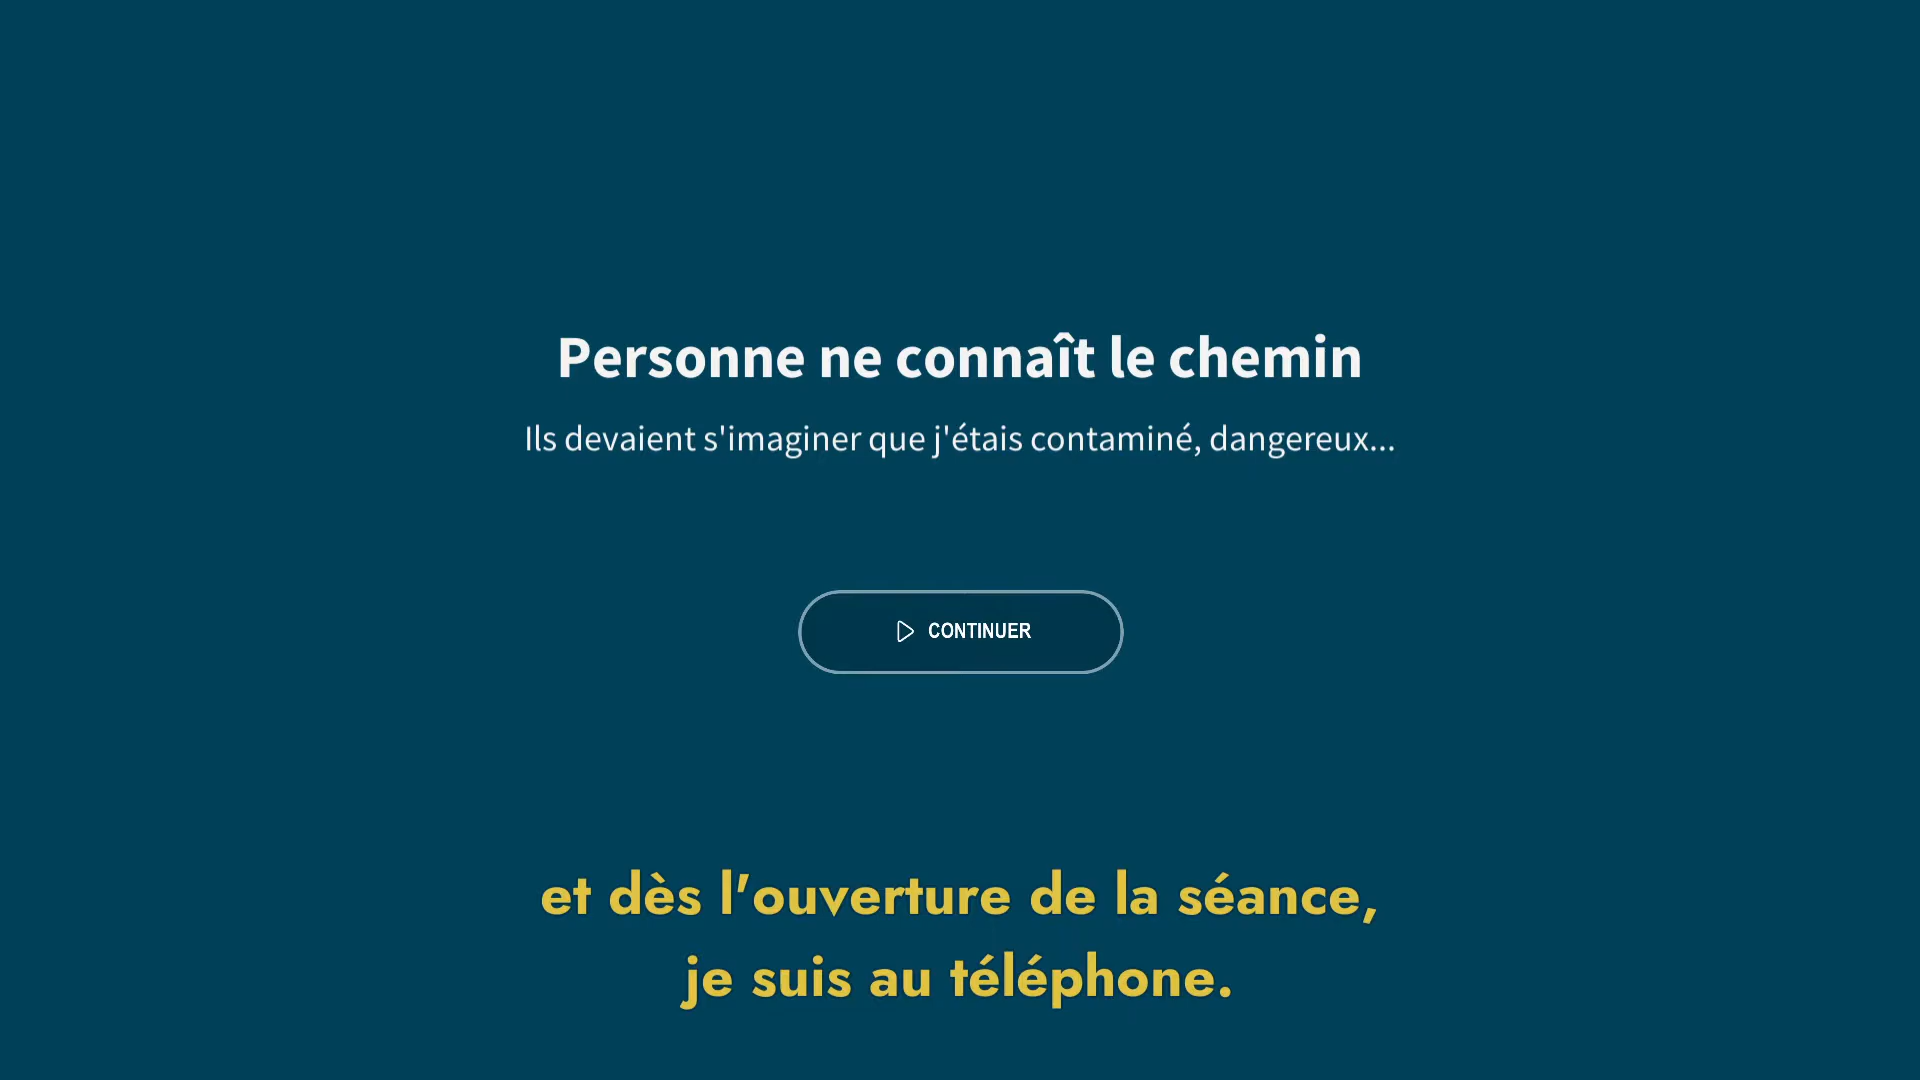 Personne ne connaît le chemin
Ils devaient s'imaginer que j'étais contaminé, dangereux...
CONTINUER
et dès l'ouverture de la séance,
je suis au téléphone.